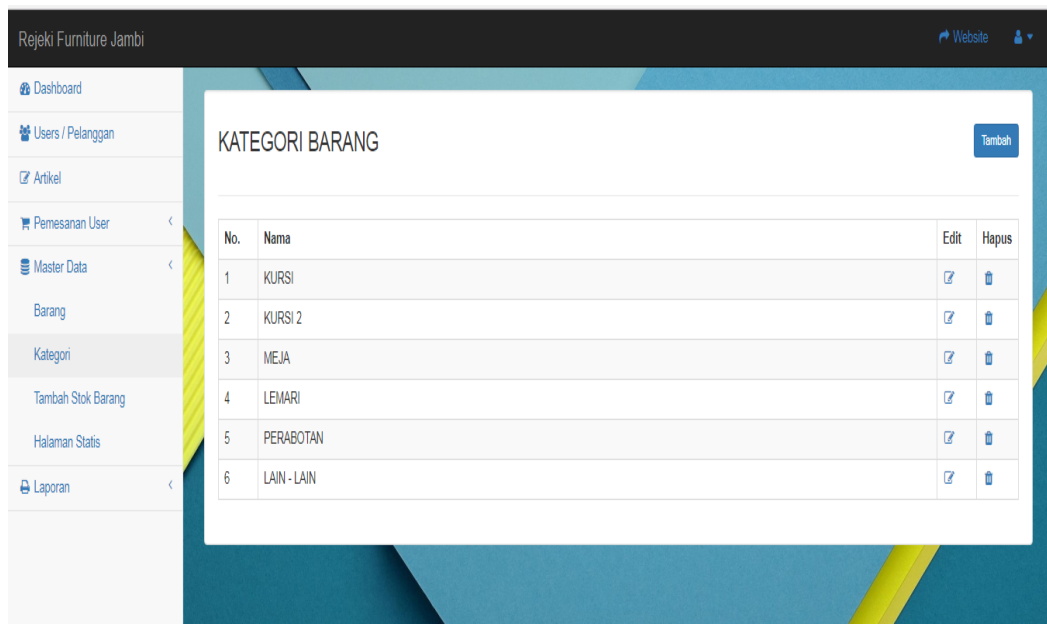 Rejeki Furniture Jambi
Website
Dashboard
Users / Pelanggan
Artikel
Pemesanan User
Master Data
Barang
Kategori
Tambah Stok Barang
Halaman Statis
Laporan
KATEGORI BARANG
Tambah
No. Nama Edit Hapus
1 KURSI
2 KURSI 2
3 MEJA
4 LEMARI
5 PERABOTAN
6 LAIN - LAIN